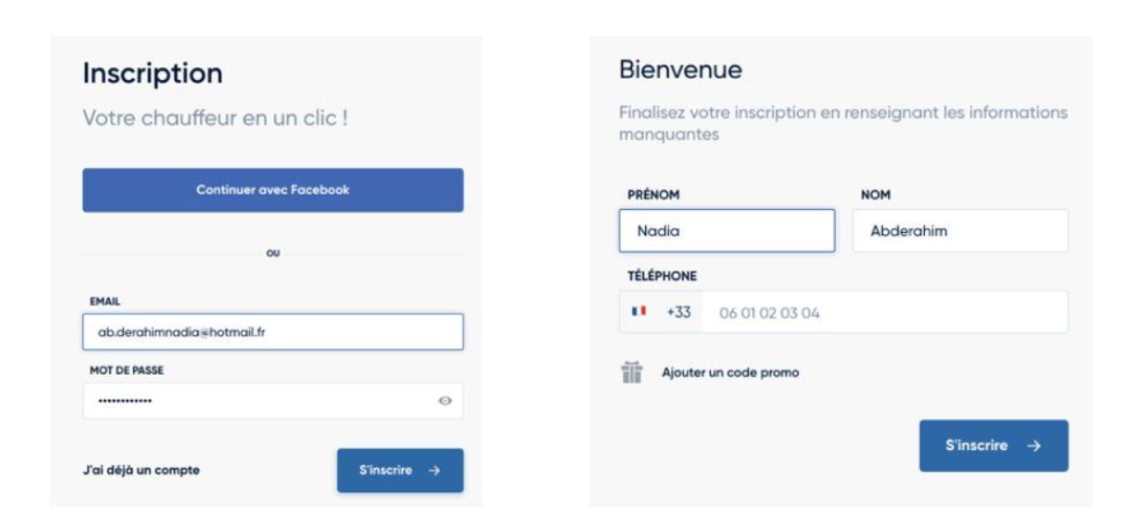 Inscription
Votre chauffeur en un clic !
Continuer avec Facebook
ou
EMAIL
ab.derahimnadia@hotmail.fr
MOT DE PASSE
••••••••••••
J'ai déjà un compte
S'inscrire →
Bienvenue
Finalisez votre inscription en renseignant les informations
manquantes
PRÉNOM NOM
Nadia Abderahim
TÉLÉPHONE
+33 06 01 02 03 04
Ajouter un code promo
S'inscrire →